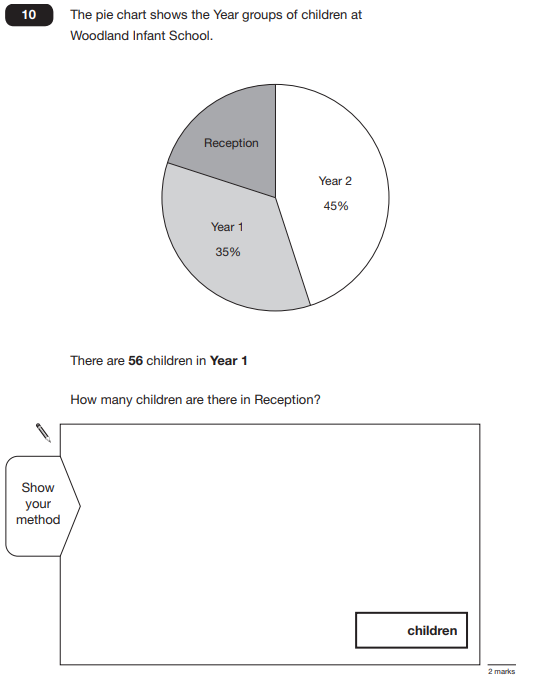 10
The pie chart shows the Year groups of children at
Woodland Infant School.
Reception
Year 2
45%
Year 1
35%
There are 56 children in Year 1
How many children are there in Reception?
Show
your
method
children
2 marks